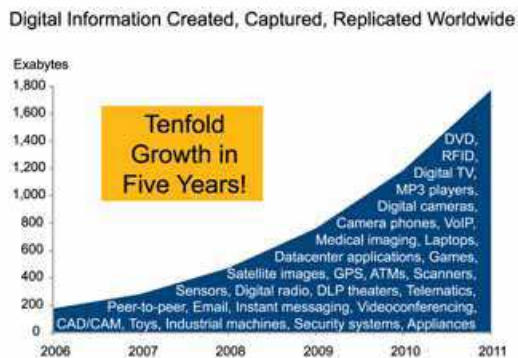 Digital Information Created, Captured, Replicated Worldwide
Exabytes
1,800
1,600
1,400
1,200
1,000
800
600
400
200
0
Tenfold
Growth in
Five Years!
DVD,
RFID,
Digital TV,
MP3 players,
Digital cameras,
Camera phones, VoIP,
Medical imaging, Laptops,
Datacenter applications, Games,
Satellite images, GPS, ATMs, Scanners,
Sensors, Digital radio, DLP theaters, Telematics,
Peer-to-peer, Email, Instant messaging, Videoconferencing,
CAD/CAM, Toys, Industrial machines, Security systems, Appliances
2006 2007 2008 2009 2010 2011